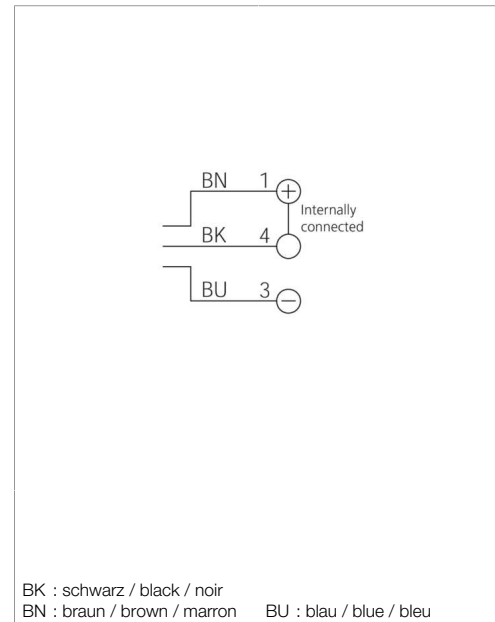 BN 1 +
Internally
connected
BK 4
BU 3 −
BK : schwarz / black / noir
BN : braun / brown / marron BU : blau / blue / bleu